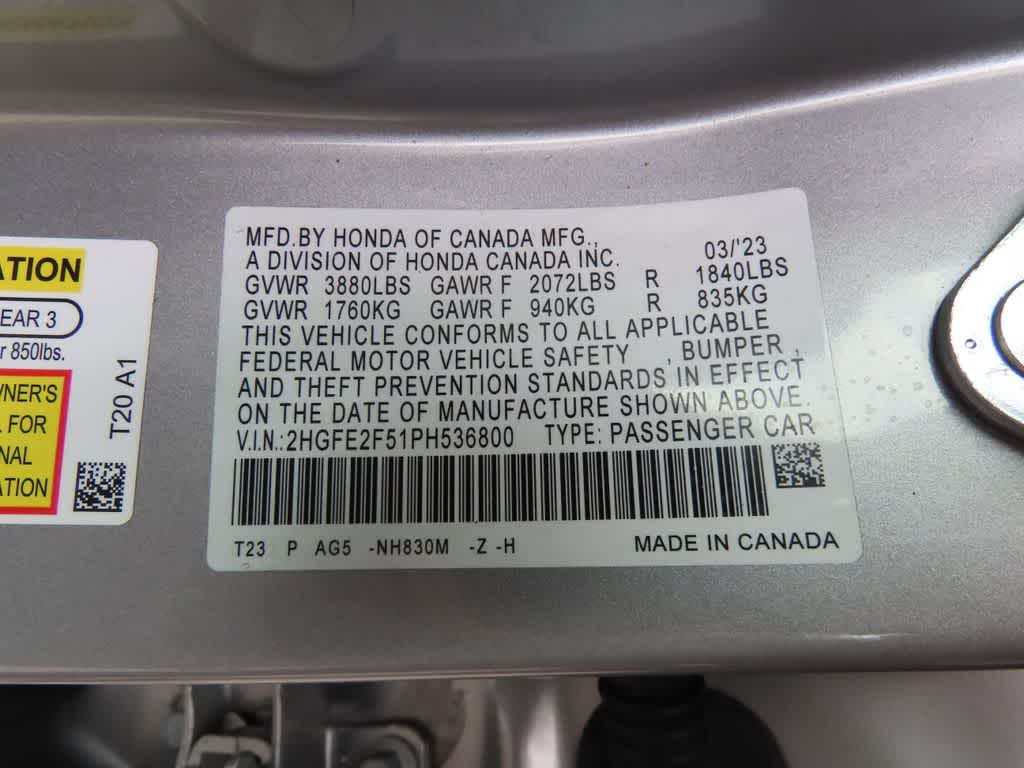 ATION
EAR 3
r 850lbs.
WNER'S
L FOR
NAL
ATION
T20 A1
MFD.BY HONDA OF CANADA MFG.,
A DIVISION OF HONDA CANADA INC. 03/'23
GVWR 3880LBS GAWR F 2072LBS R 1840LBS
GVWR 1760KG GAWR F 940KG R 835KG
THIS VEHICLE CONFORMS TO ALL APPLICABLE
FEDERAL MOTOR VEHICLE SAFETY , BUMPER ,
AND THEFT PREVENTION STANDARDS IN EFFECT
ON THE DATE OF MANUFACTURE SHOWN ABOVE.
V.I.N.:2HGFE2F51PH536800 TYPE: PASSENGER CAR
T23 P AG5 -NH830M -Z -H MADE IN CANADA